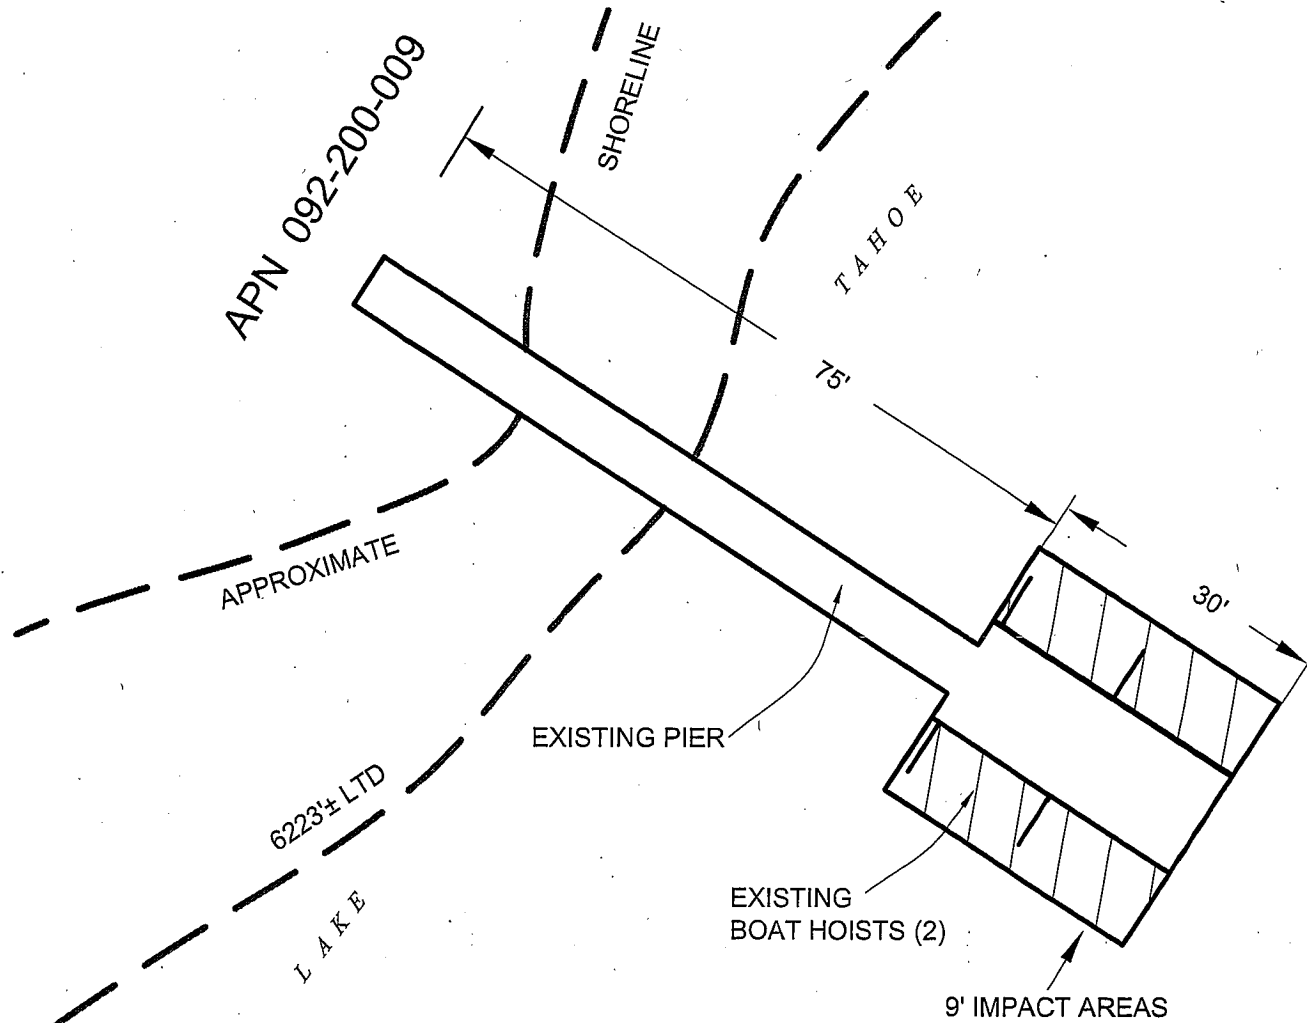 APN 092-200-009
SHORELINE
TAHOE
75'
30'
APPROXIMATE
EXISTING PIER
6223'± LTD
LAKE
EXISTING
BOAT HOISTS (2)
9' IMPACT AREAS